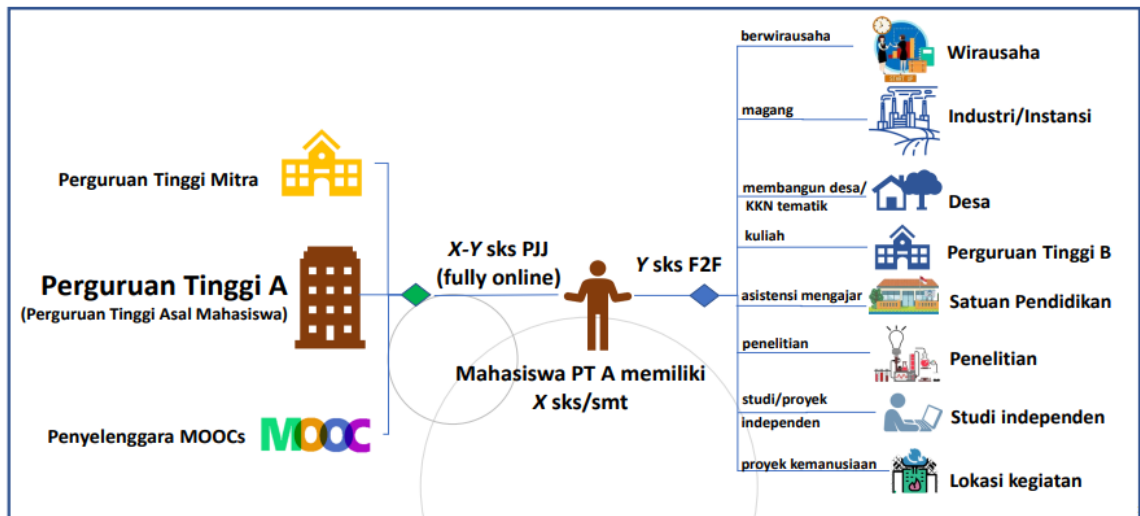 Perguruan Tinggi Mitra
Perguruan Tinggi A
(Perguruan Tinggi Asal Mahasiswa)
Penyelenggara MOOCs
MOOC
X-Y sks PJJ
(fully online)
Mahasiswa PT A memiliki
X sks/smt
Y sks F2F
berwirausaha
START UP
Wirausaha
magang
Industri/Instansi
membangun desa/
KKN tematik
Desa
kuliah
Perguruan Tinggi B
asistensi mengajar
Satuan Pendidikan
penelitian
Penelitian
studi/proyek
independen
Studi independen
proyek kemanusiaan
Lokasi kegiatan